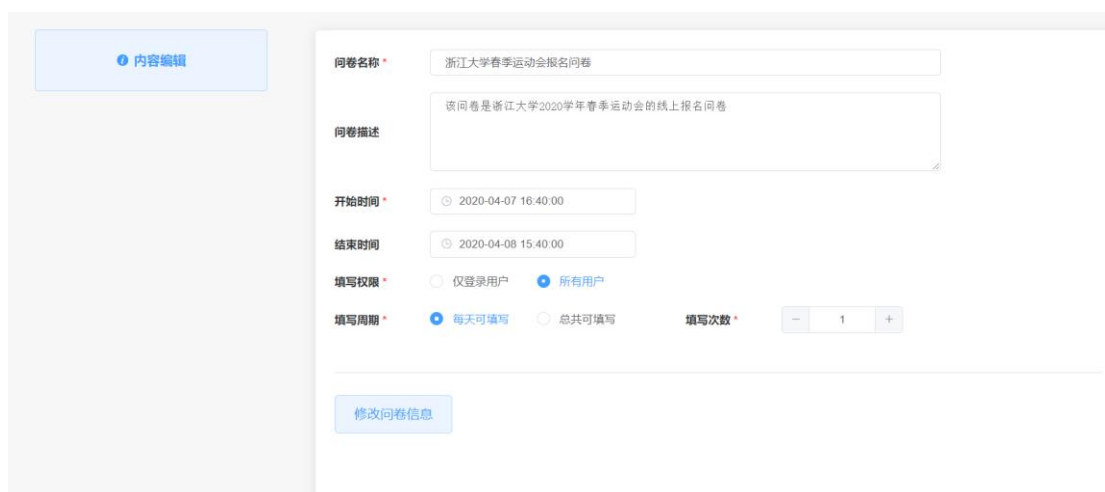 内容编辑
问卷名称 * 浙江大学春季运动会报名问卷
问卷描述 该问卷是浙江大学2020学年春季运动会的线上报名问卷
开始时间 * 2020-04-07 16:40:00
结束时间 2020-04-08 15:40:00
填写权限 * 仅登录用户 所有用户
填写周期 * 每天可填写 总共可填写 填写次数 * − 1 +
修改问卷信息